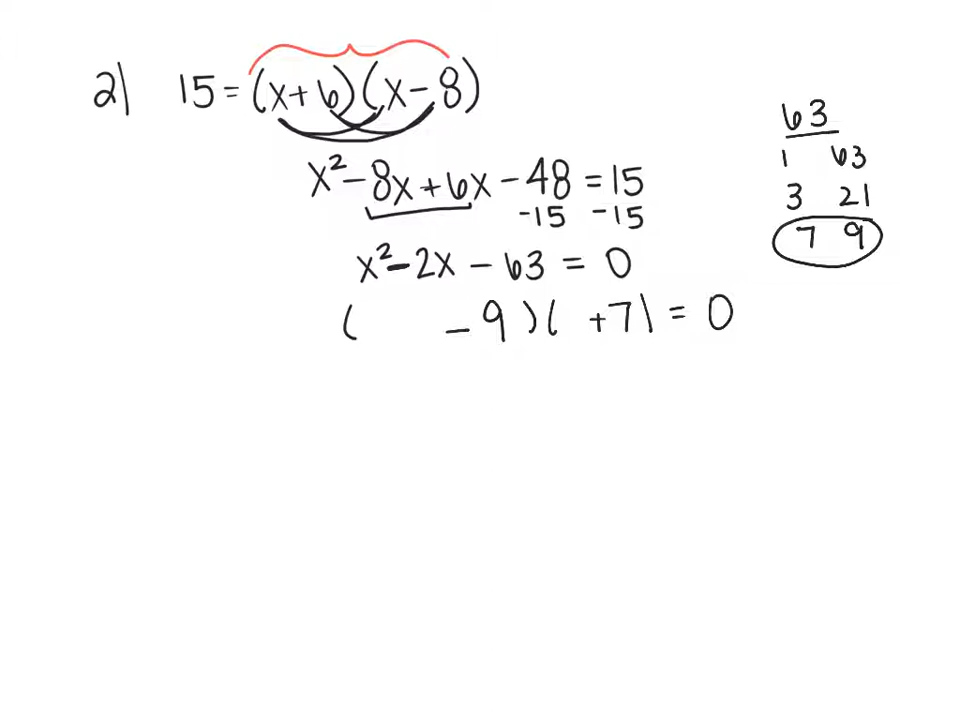 2) 15 = (x+6)(x-8)
x² - 8x + 6x - 48 = 15
-15 -15
x² - 2x - 63 = 0
( - 9)( +7) = 0
63
1 63
3 21
7 9